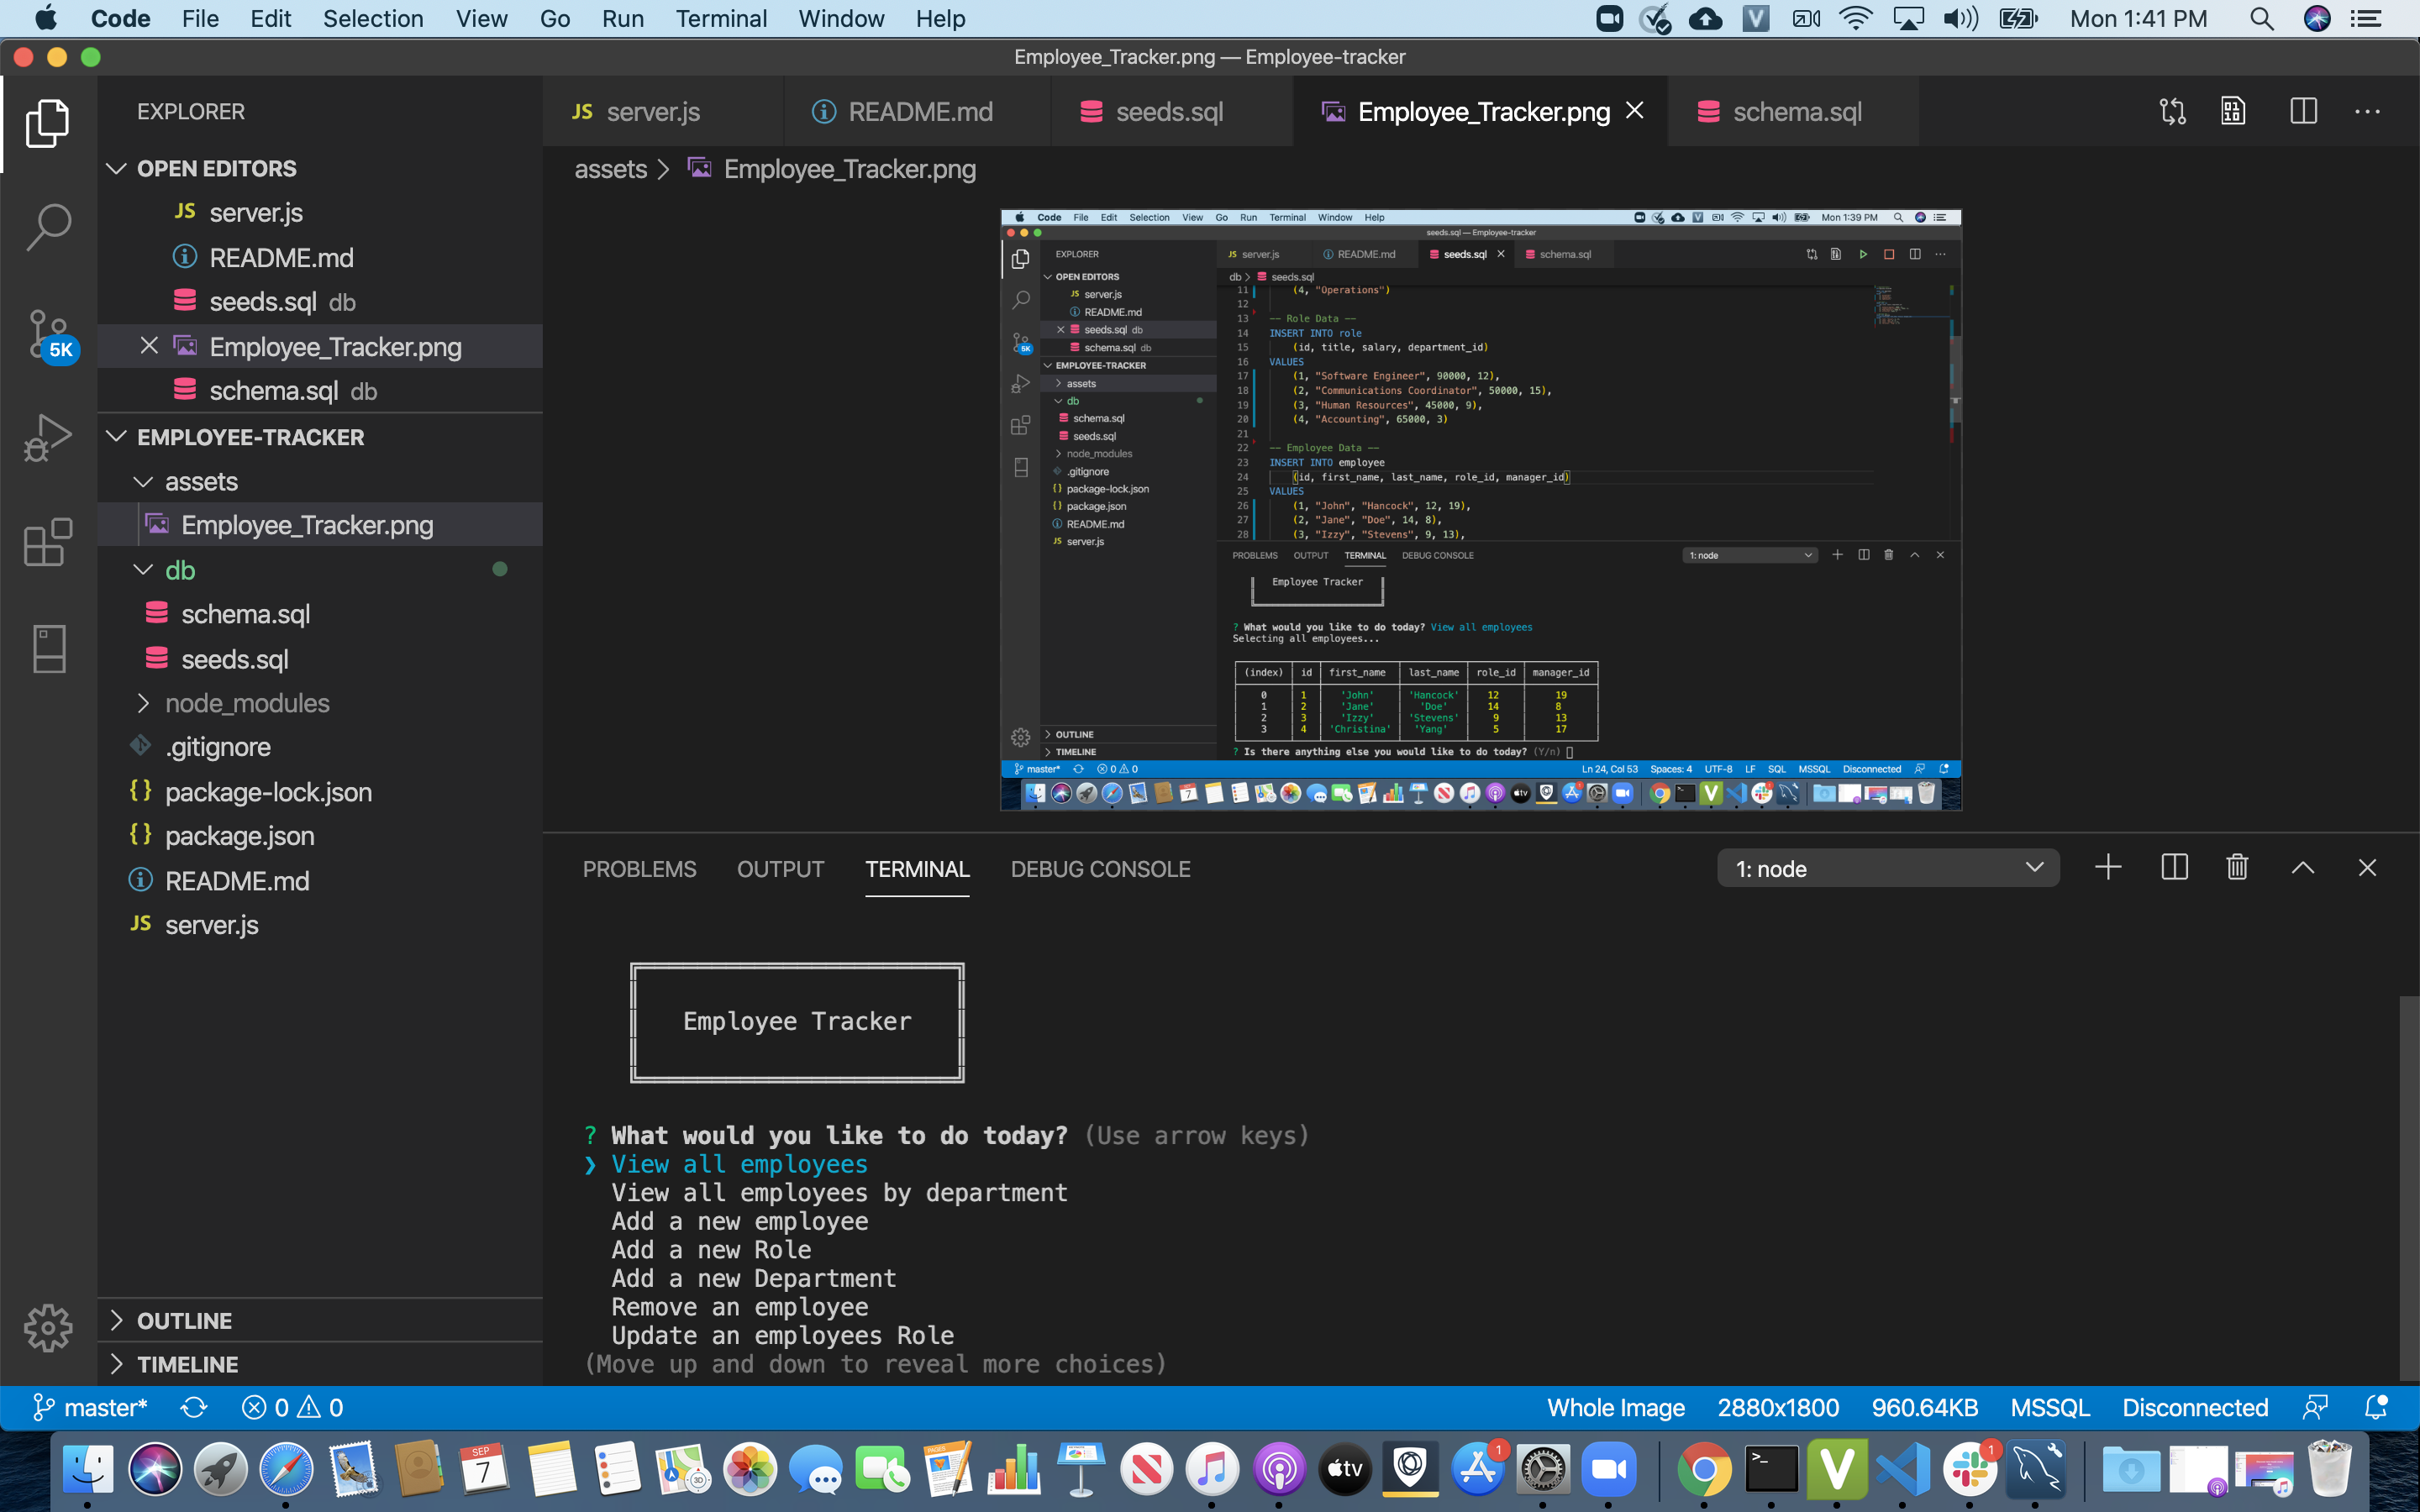 Code File Edit Selection View Go Run Terminal Window Help Mon 1:41 PM
Employee_Tracker.png — Employee-tracker
EXPLORER
OPEN EDITORS
JS server.js
README.md
seeds.sql db
Employee_Tracker.png
schema.sql db
5K
EMPLOYEE-TRACKER
assets
Employee_Tracker.png
db
schema.sql
seeds.sql
node_modules
.gitignore
{} package-lock.json
{} package.json
README.md
JS server.js
OUTLINE
TIMELINE
JS server.js README.md seeds.sql Employee_Tracker.png schema.sql
assets > Employee_Tracker.png
Code File Edit Selection View Go Run Terminal Window Help Mon 1:39 PM
seeds.sql — Employee-tracker
EXPLORER
OPEN EDITORS
JS server.js
README.md
seeds.sql db
schema.sql db
5K
EMPLOYEE-TRACKER
assets
db
schema.sql
seeds.sql
node_modules
.gitignore
{} package-lock.json
{} package.json
README.md
JS server.js
OUTLINE
TIMELINE
JS server.js README.md seeds.sql schema.sql
db > seeds.sql
11 (4, "Operations")
12
13 -- Role Data --
14 INSERT INTO role
15 (id, title, salary, department_id)
16 VALUES
17 (1, "Software Engineer", 90000, 12),
18 (2, "Communications Coordinator", 50000, 15),
19 (3, "Human Resources", 45000, 9),
20 (4, "Accounting", 65000, 3)
21
22 -- Employee Data --
23 INSERT INTO employee
24 (id, first_name, last_name, role_id, manager_id)
25 VALUES
26 (1, "John", "Hancock", 12, 19),
27 (2, "Jane", "Doe", 14, 8),
28 (3, "Izzy", "Stevens", 9, 13),
PROBLEMS OUTPUT TERMINAL DEBUG CONSOLE 1: node
Employee Tracker
? What would you like to do today? View all employees
Selecting all employees...
(index) id first_name last_name role_id manager_id
0 1 'John' 'Hancock' 12 19
1 2 'Jane' 'Doe' 14 8
2 3 'Izzy' 'Stevens' 9 13
3 4 'Christina' 'Yang' 5 17
? Is there anything else you would like to do today? (Y/n)
master* 0 0 Ln 24, Col 53 Spaces: 4 UTF-8 LF SQL MSSQL Disconnected
PROBLEMS OUTPUT TERMINAL DEBUG CONSOLE 1: node
Employee Tracker
? What would you like to do today? (Use arrow keys)
❯ View all employees
View all employees by department
Add a new employee
Add a new Role
Add a new Department
Remove an employee
Update an employees Role
(Move up and down to reveal more choices)
master* 0 0 Whole Image 2880x1800 960.64KB MSSQL Disconnected
SEP
7
PAGES
3D
tv
1
>_
V
1